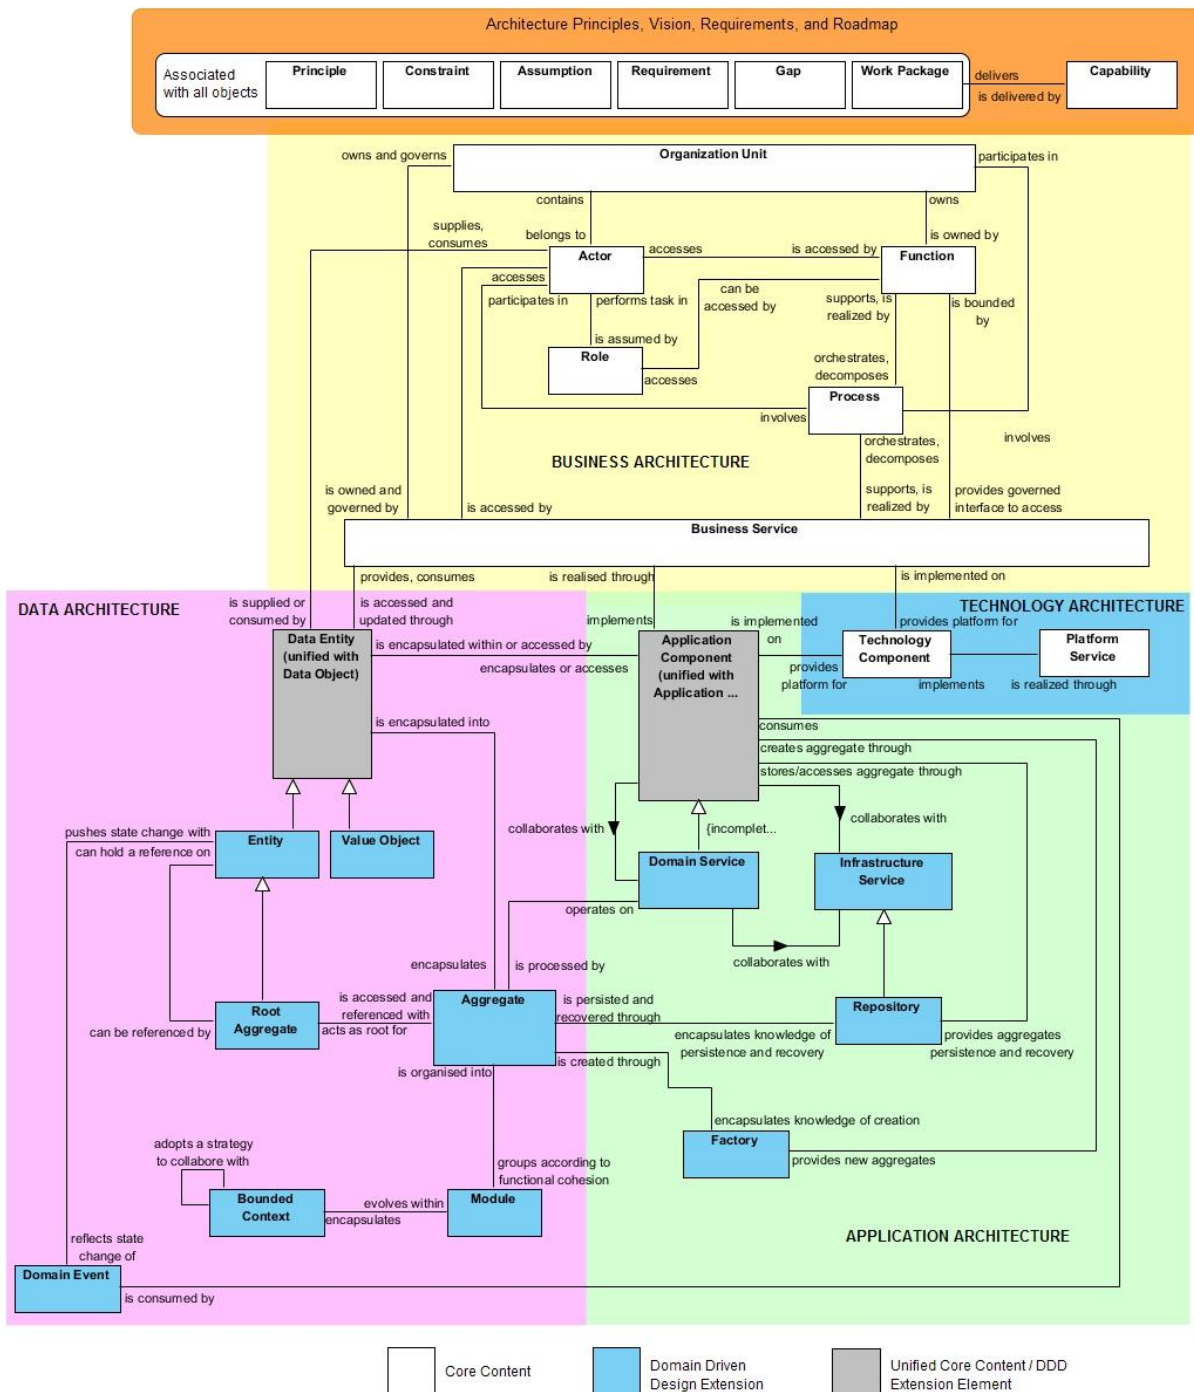 Architecture Principles, Vision, Requirements, and Roadmap
Associated
with all objects
Principle
Constraint
Assumption
Requirement
Gap
Work Package
delivers
is delivered by
Capability
owns and governs
Organization Unit
participates in
contains
owns
supplies,
consumes
belongs to
is owned by
Actor
accesses
is accessed by
Function
accesses
participates in
performs task in
can be
accessed by
supports, is
realized by
is bounded
by
is assumed by
Role
accesses
orchestrates,
decomposes
Process
involves
orchestrates,
decomposes
involves
BUSINESS ARCHITECTURE
is owned and
governed by
is accessed by
supports, is
realized by
provides governed
interface to access
Business Service
provides, consumes
is realised through
is implemented on
DATA ARCHITECTURE
is supplied or
consumed by
is accessed and
updated through
implements
is implemented
on
TECHNOLOGY ARCHITECTURE
provides platform for
Data Entity
(unified with
Data Object)
is encapsulated within or accessed by
encapsulates or accesses
Application
Component
(unified with
Application ...
provides
platform for
Technology
Component
implements
Platform
Service
is realized through
is encapsulated into
consumes
creates aggregate through
stores/accesses aggregate through
pushes state change with
can hold a reference on
Entity
Value Object
collaborates with
{incomplet...
collaborates with
Domain Service
Infrastructure
Service
operates on
encapsulates
is processed by
collaborates with
Root
Aggregate
can be referenced by
is accessed and
referenced with
acts as root for
Aggregate
is persisted and
recovered through
encapsulates knowledge of
persistence and recovery
Repository
provides aggregates
persistence and recovery
is organised into
is created through
encapsulates knowledge of creation
Factory
provides new aggregates
adopts a strategy
to collabore with
groups according to
functional cohesion
Bounded
Context
evolves within
encapsulates
Module
reflects state
change of
APPLICATION ARCHITECTURE
Domain Event
is consumed by
Core Content
Domain Driven
Design Extension
Unified Core Content / DDD
Extension Element